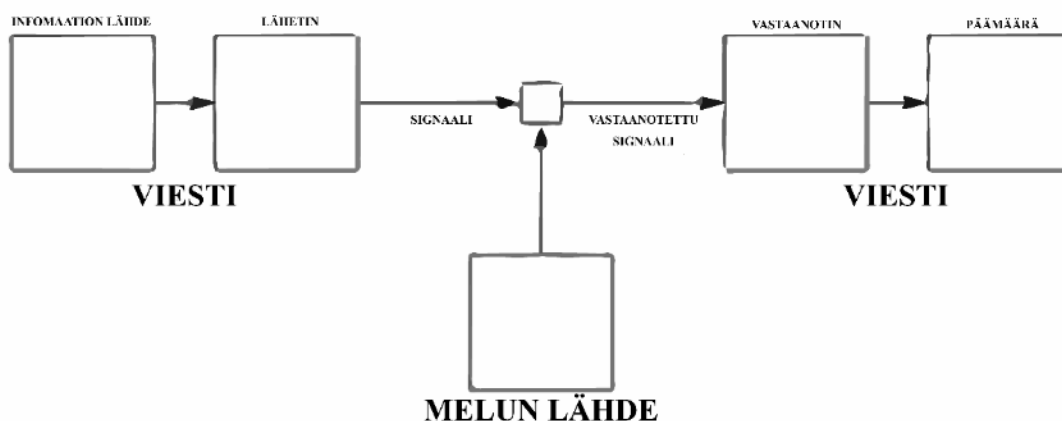 INFOMAATION LÄHDE
LÄHETIN
VASTAANOTIN
PÄÄMÄÄRÄ
SIGNAALI
VASTAANOTETTU
SIGNAALI
VIESTI
VIESTI
MELUN LÄHDE